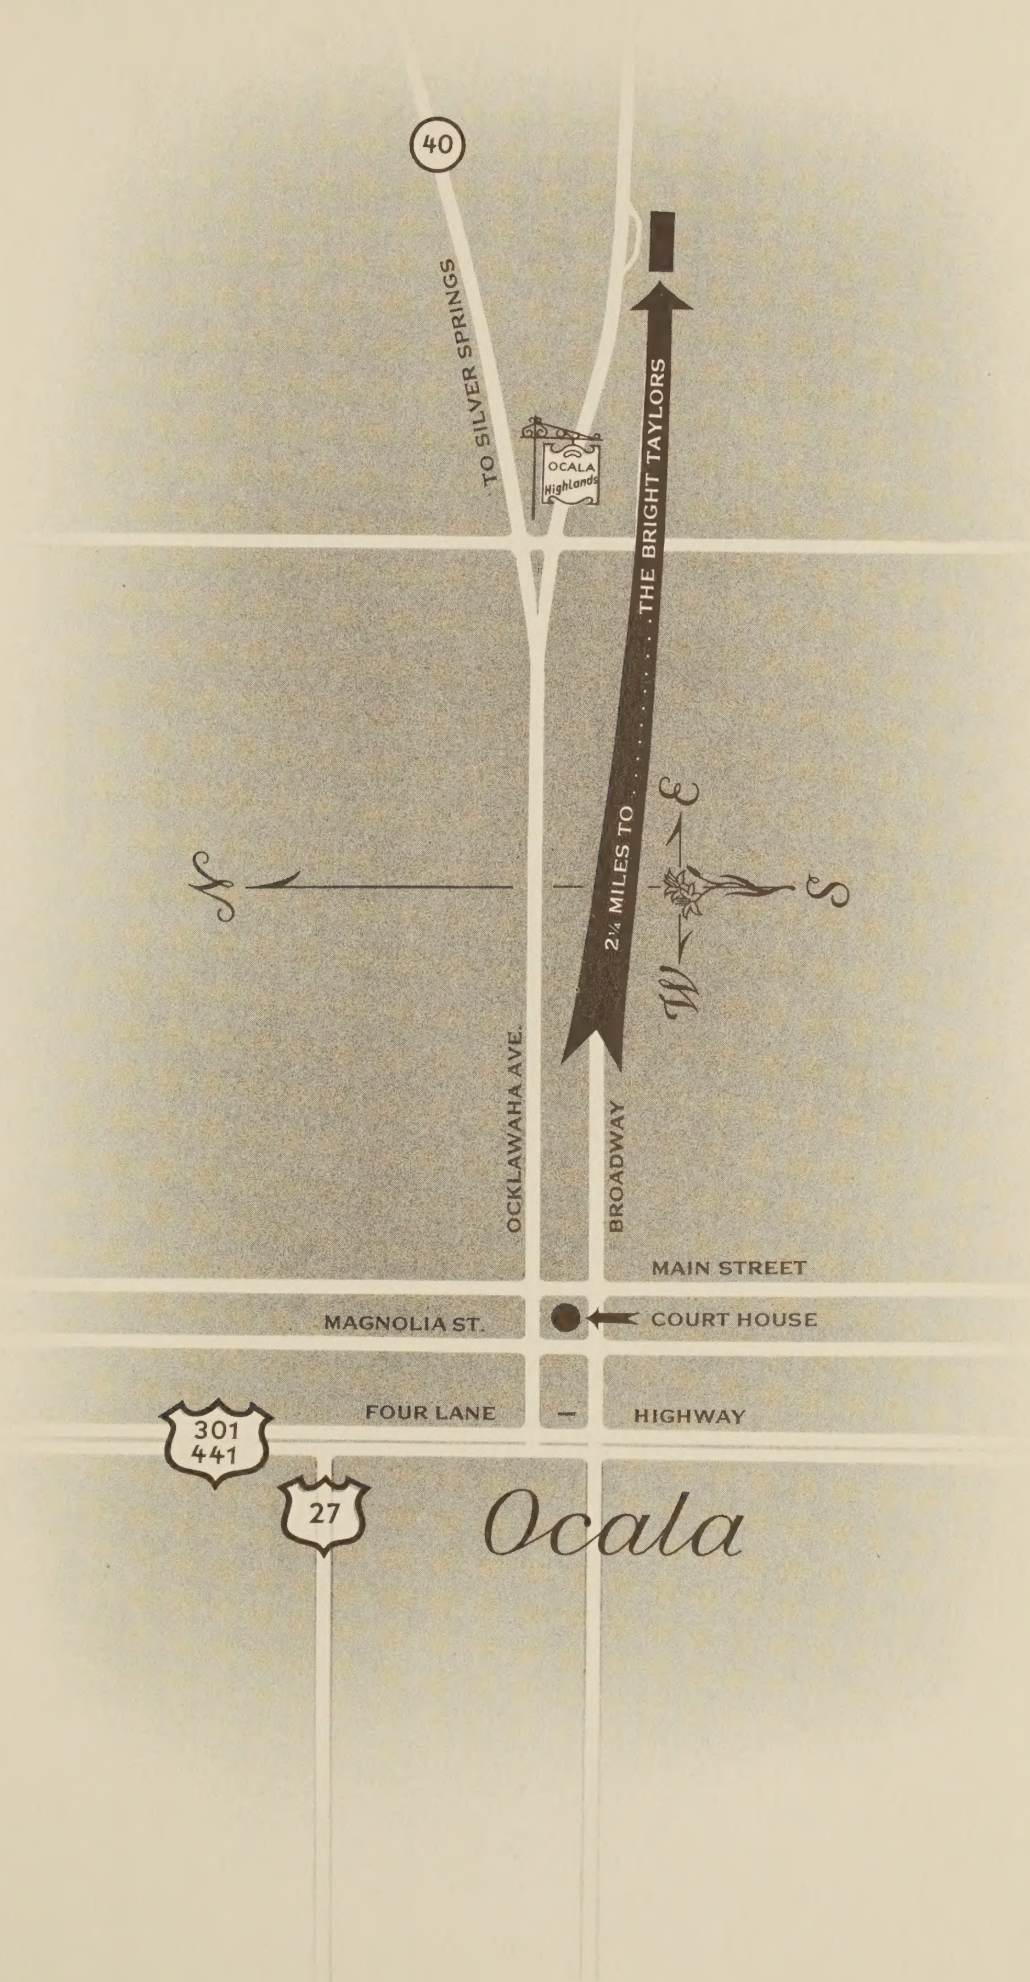 40
TO SILVER SPRINGS
OCALA
Highlands
2¼ MILES TO . . . . . . . . . . . THE BRIGHT TAYLORS
E
N
S
W
OCKLAWAHA AVE.
BROADWAY
MAIN STREET
MAGNOLIA ST.
COURT HOUSE
FOUR LANE – HIGHWAY
301
441
27
Ocala